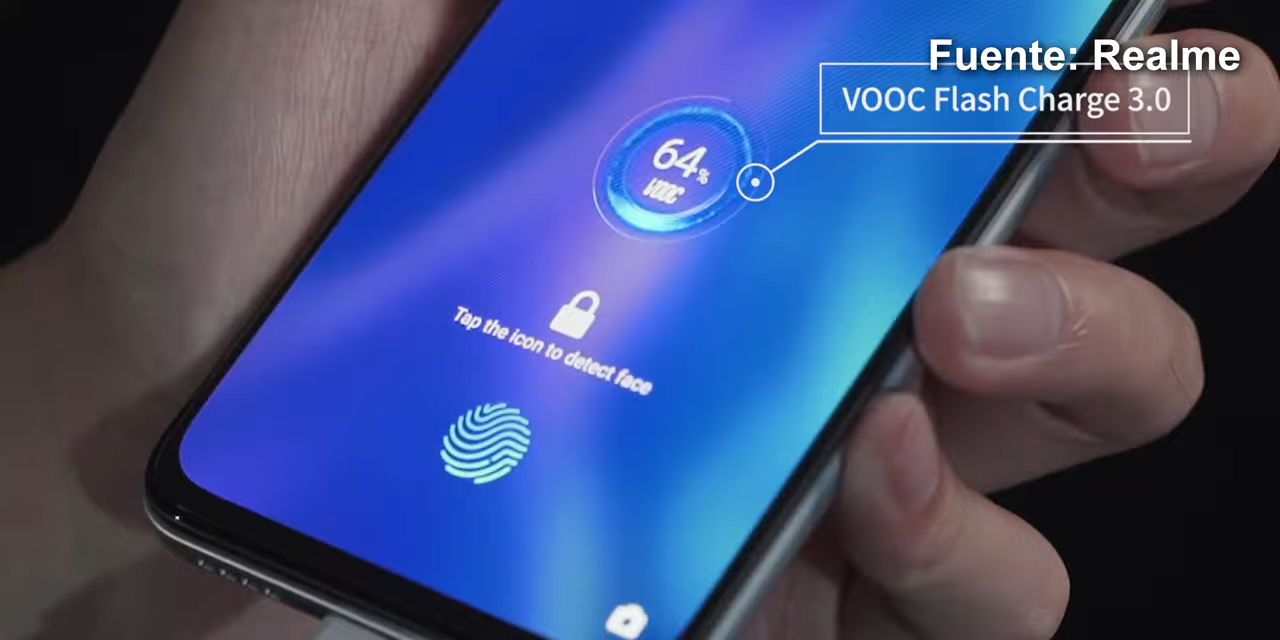 Fuente: Realme
VOOC Flash Charge 3.0
64%
VOOC
Tap the icon to detect face